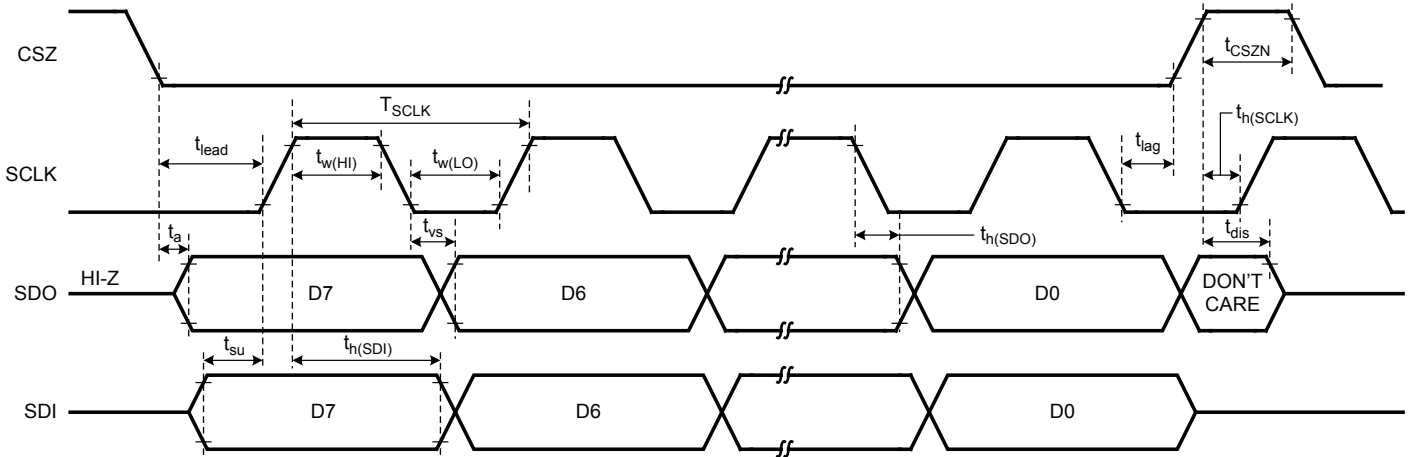 CSZ
t_CSZN
T_SCLK
t_h(SCLK)
t_lead
t_w(HI)
t_w(LO)
t_lag
SCLK
t_a
t_vs
t_h(SDO)
t_dis
HI-Z
SDO
D7
D6
D0
DON'T
CARE
t_su
t_h(SDI)
SDI
D7
D6
D0